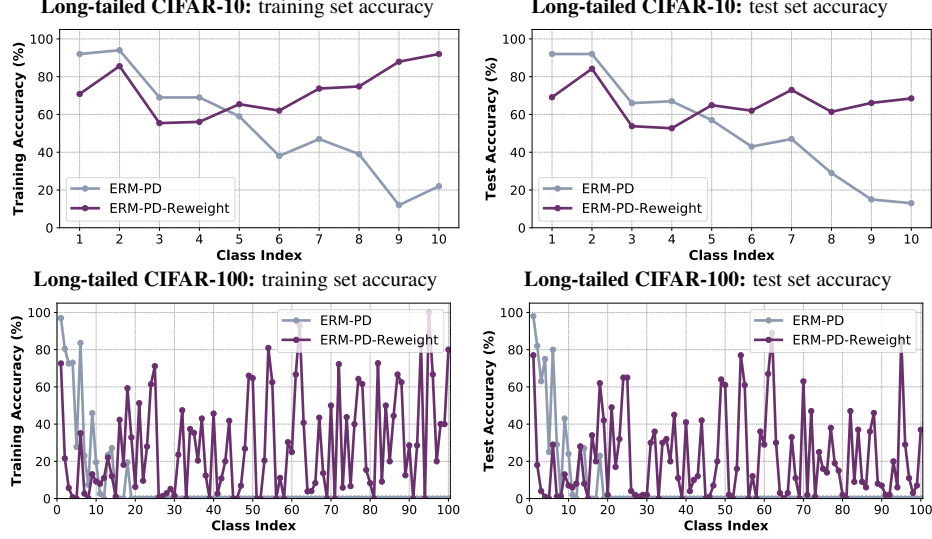 Long-tailed CIFAR-10: training set accuracy
Long-tailed CIFAR-10: test set accuracy
100
80
60
40
20
0
Training Acccuracy (%)
ERM-PD
ERM-PD-Reweight
1 2 3 4 5 6 7 8 9 10
Class Index
100
80
60
40
20
0
Test Acccuracy (%)
ERM-PD
ERM-PD-Reweight
1 2 3 4 5 6 7 8 9 10
Class Index
Long-tailed CIFAR-100: training set accuracy
Long-tailed CIFAR-100: test set accuracy
100
80
60
40
20
0
Training Acccuracy (%)
ERM-PD
ERM-PD-Reweight
0 10 20 30 40 50 60 70 80 90 100
Class Index
100
80
60
40
20
0
Test Acccuracy (%)
ERM-PD
ERM-PD-Reweight
0 10 20 30 40 50 60 70 80 90 100
Class Index